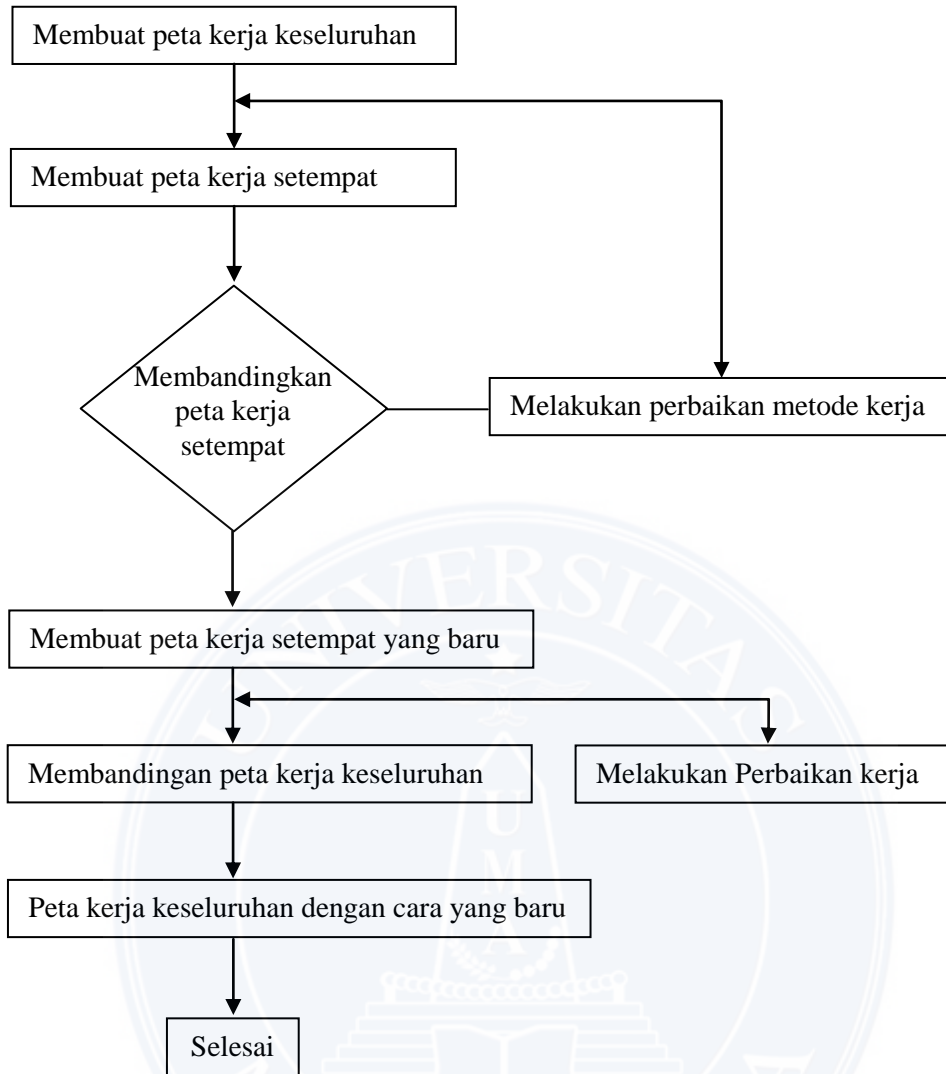 Membuat peta kerja keseluruhan
Membuat peta kerja setempat
Membandingkan
peta kerja
setempat
Melakukan perbaikan metode kerja
Membuat peta kerja setempat yang baru
Membandingan peta kerja keseluruhan
Melakukan Perbaikan kerja
Peta kerja keseluruhan dengan cara yang baru
Selesai
UNIVERSITAS
U
M
A